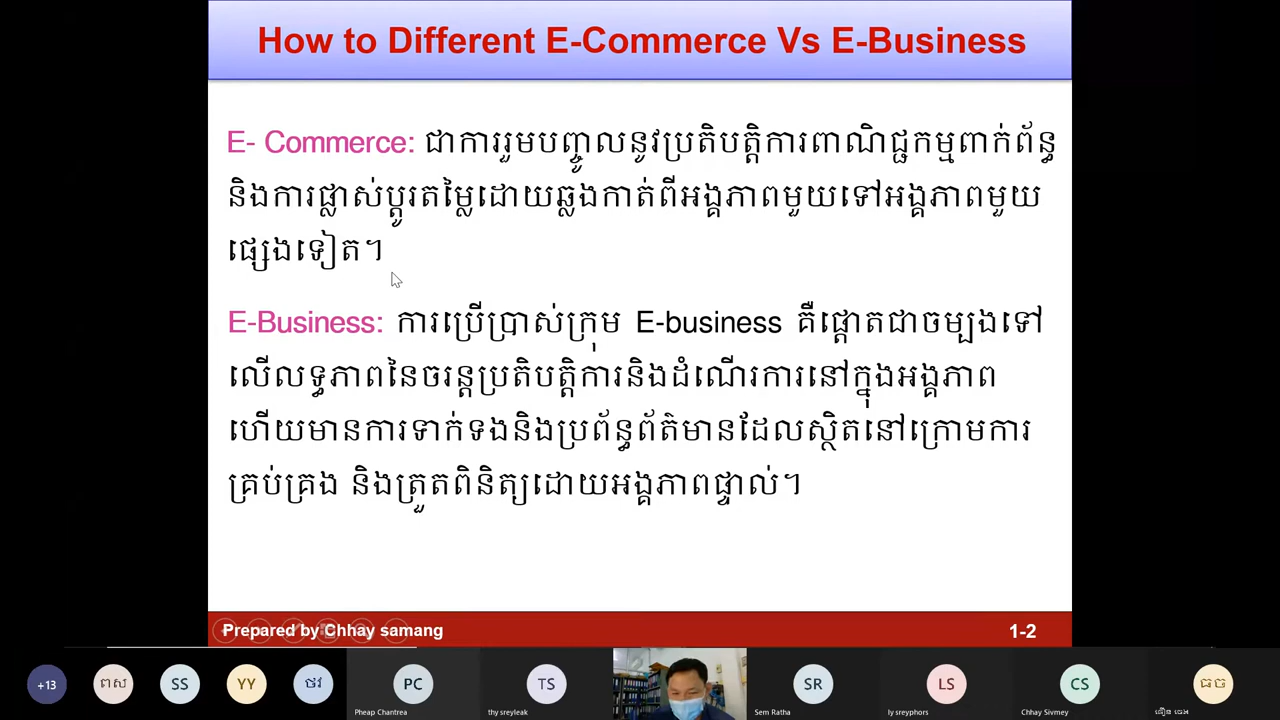 How to Different E-Commerce Vs E-Business
E- Commerce: ជាការរួមបញ្ចូលនូវប្រតិបត្តិការពាណិជ្ជកម្មពាក់ព័ន្ធ
និងការផ្លាស់ប្តូរតម្លៃដោយឆ្លងកាត់ពីអង្គភាពមួយទៅអង្គភាពមួយ
ផ្សេងទៀត។
E-Business: ការប្រើប្រាស់ក្រុម E-business គឺផ្តោតជាចម្បងទៅ
លើលទ្ធភាពនៃចរន្តប្រតិបត្តិការនិងដំណើរការនៅក្នុងអង្គភាព
ហើយមានការទាក់ទងនិងប្រព័ន្ធព័ត៌មានដែលស្ថិតនៅក្រោមការ
គ្រប់គ្រង និងត្រួតពិនិត្យដោយអង្គភាពផ្ទាល់។
Prepared by Chhay samang 1-2
+13 ពស SS YY ថវ PC TS SR LS CS ធច
Pheap Chantrea thy sreyleak Sem Ratha ly sreyphors Chhay Sivmey